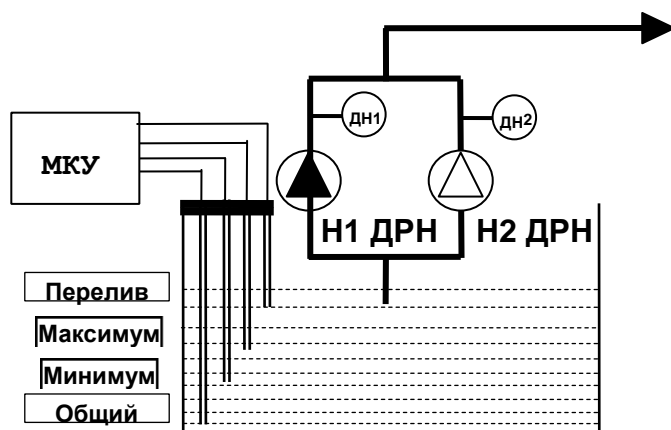 ДН1
ДН2
МКУ
Н1 ДРН
Н2 ДРН
Перелив
Максимум
Минимум
Общий